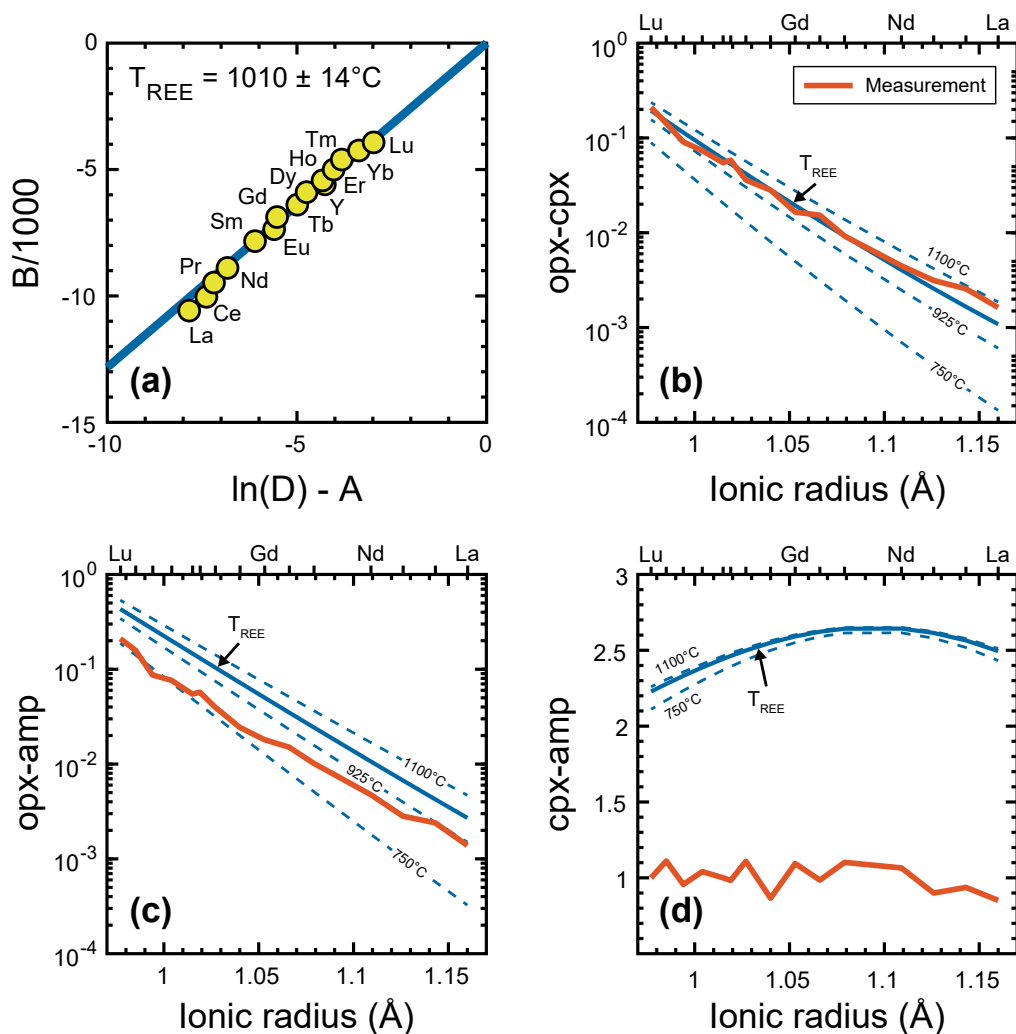 T_REE = 1010 ± 14°C
0
-5
-10
-15
B/1000
Tm
Lu
Ho
Yb
Dy
Er
Y
Gd
Tb
Sm
Eu
Pr
Nd
Ce
La
(a)
-10
-5
0
ln(D) - A
Lu
Gd
Nd
La
Measurement
10^0
10^-1
10^-2
10^-3
10^-4
opx-cpx
T_REE
1100°C
925°C
750°C
(b)
1
1.05
1.1
1.15
Ionic radius (Å)
Lu
Gd
Nd
La
10^0
10^-1
10^-2
10^-3
10^-4
opx-amp
T_REE
1100°C
925°C
750°C
(c)
1
1.05
1.1
1.15
Ionic radius (Å)
Lu
Gd
Nd
La
3
2.5
2
1.5
1
cpx-amp
1100°C
750°C
T_REE
(d)
1
1.05
1.1
1.15
Ionic radius (Å)